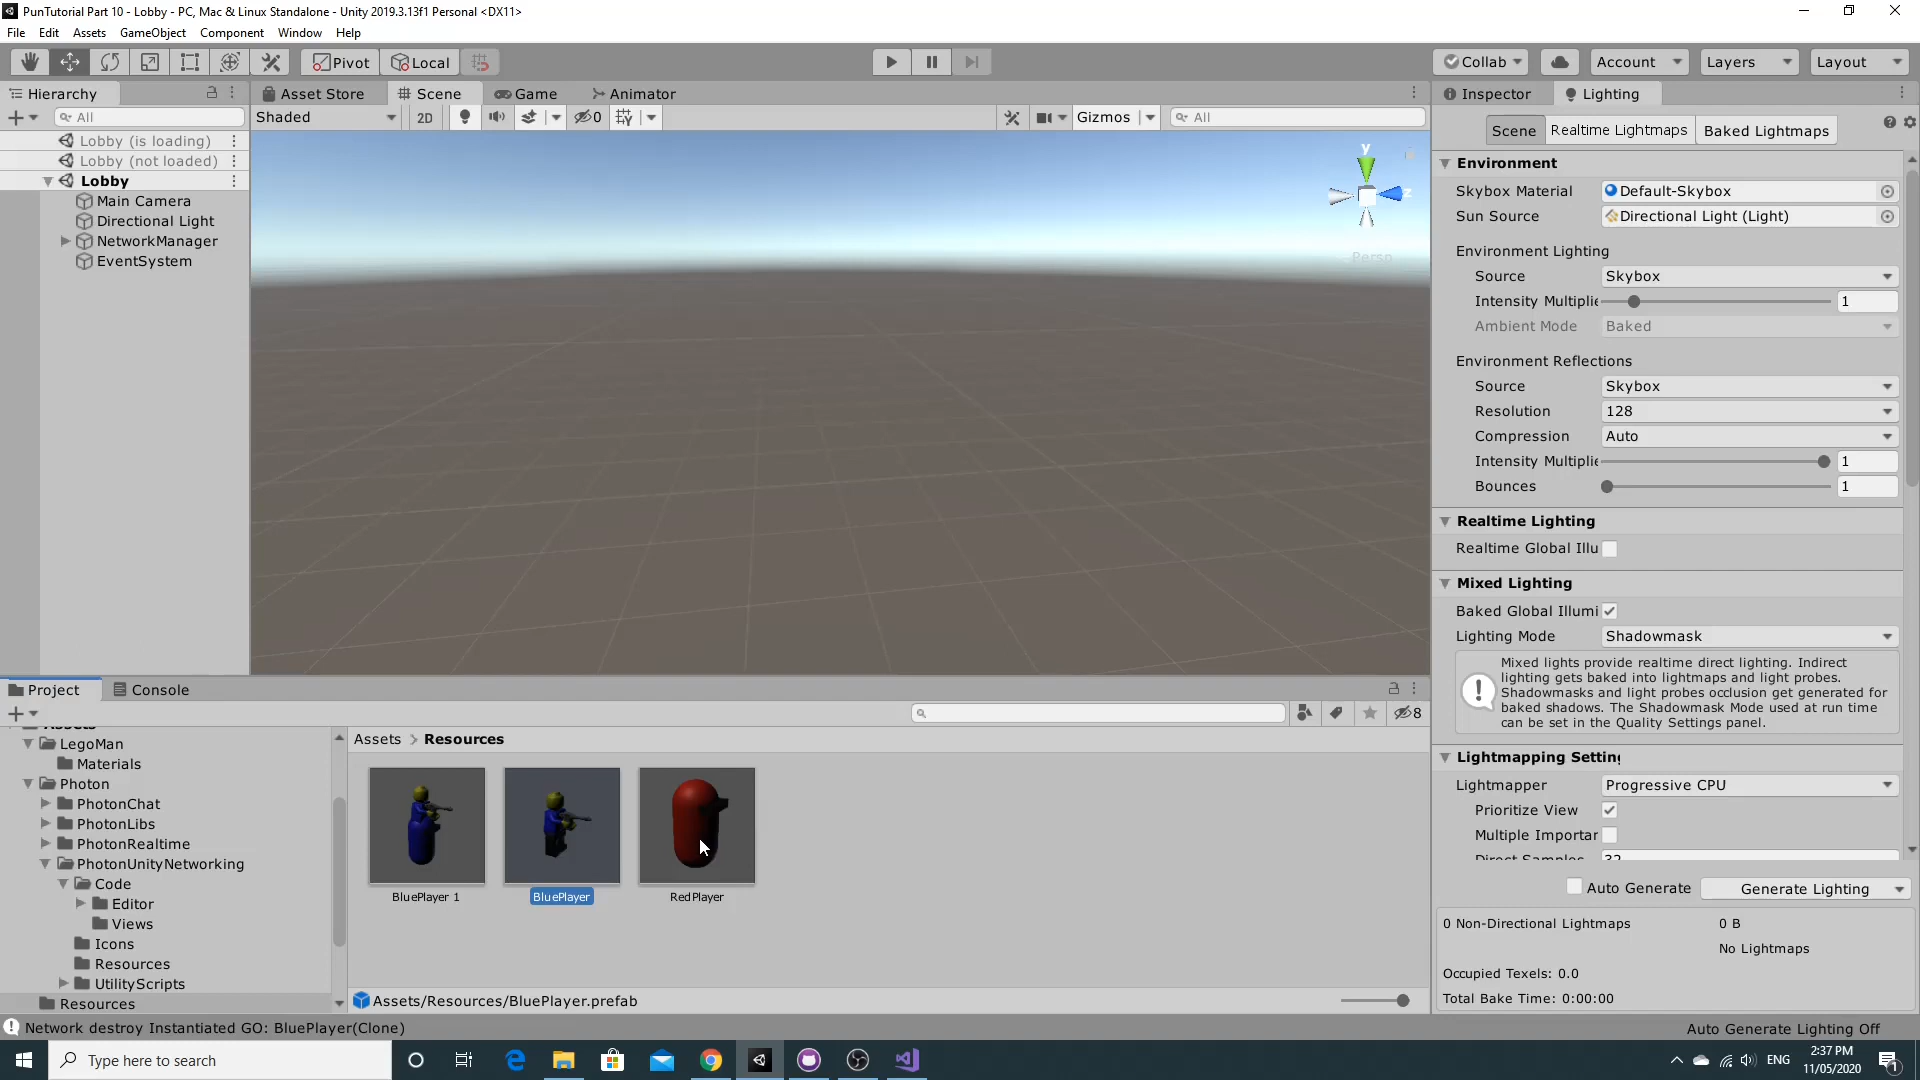 PunTutorial Part 10 - Lobby - PC, Mac & Linux Standalone - Unity 2019.3.13f1 Personal <DX11>
File Edit Assets GameObject Component Window Help
Pivot Local Collab Account Layers Layout
Hierarchy Asset Store Scene Game Animator Inspector Lighting
All Shaded 2D 0 Gizmos All
Scene Realtime Lightmaps Baked Lightmaps
Lobby (is loading)
Lobby (not loaded)
Lobby
Main Camera
Directional Light
NetworkManager
EventSystem
y
z
Persp
Environment
Skybox Material Default-Skybox
Sun Source Directional Light (Light)
Environment Lighting
Source Skybox
Intensity Multiplie 1
Ambient Mode Baked
Environment Reflections
Source Skybox
Resolution 128
Compression Auto
Intensity Multiplie 1
Bounces 1
Realtime Lighting
Realtime Global Illu
Mixed Lighting
Baked Global Illumi
Lighting Mode Shadowmask
Mixed lights provide realtime direct lighting. Indirect
lighting gets baked into lightmaps and light probes.
Shadowmasks and light probes occlusion get generated for
baked shadows. The Shadowmask Mode used at run time
can be set in the Quality Settings panel.
Lightmapping Setting
Lightmapper Progressive CPU
Prioritize View
Multiple Importar
Direct Samples 32
Auto Generate Generate Lighting
0 Non-Directional Lightmaps 0 B
No Lightmaps
Occupied Texels: 0.0
Total Bake Time: 0:00:00
Project Console
8
Assets
LegoMan
Materials
Photon
PhotonChat
PhotonLibs
PhotonRealtime
PhotonUnityNetworking
Code
Editor
Views
Icons
Resources
UtilityScripts
Resources
Assets > Resources
BluePlayer 1 BluePlayer RedPlayer
Assets/Resources/BluePlayer.prefab
Network destroy Instantiated GO: BluePlayer(Clone)
Auto Generate Lighting Off
Type here to search
ENG
2:37 PM
11/05/2020
1